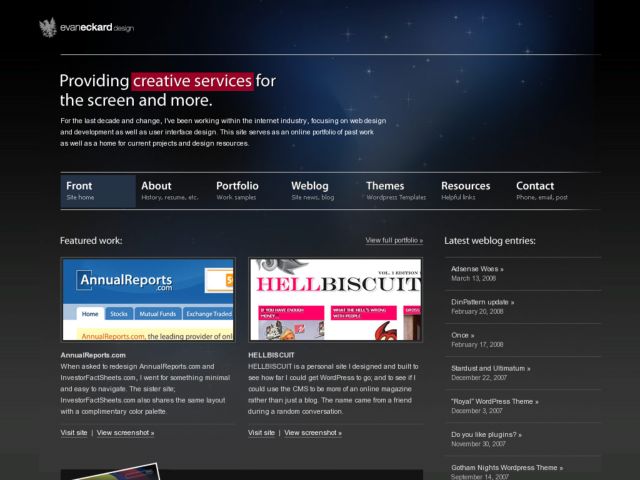 evaneckard design
Providing creative services for
the screen and more.
For the last decade and change, I've been working within the internet industry, focusing on web design
and development as well as user interface design. This site serves as an online portfolio of past work
as well as a home for current projects and design resources.
Front About Portfolio Weblog Themes Resources Contact
Site home History, resume, etc. Work samples Site news, blog Wordpress Templates Helpful links Phone, email, post
Featured work: View full portfolio »
AnnualReports
.com
Home Stocks Mutual Funds Exchange Traded
AnnualReports.com, the leading provider of onl
VOL. 1 EDITION
HELLBISCUIT
IF YOU HAVE ENOUGH
MONEY...
WHAT THE HELL'S WRONG
WITH PEOPLE
GROSS
AnnualReports.com
When asked to redesign AnnualReports.com and
InvestorFactSheets.com, I went for something minimal
and easy to navigate. The sister site;
InvestorFactSheets.com also shares the same layout
with a complimentary color palette.
Visit site | View screenshot »
HELLBISCUIT
HELLBISCUIT is a personal site I designed and built to
see how far I could get WordPress to go; and to see if I
could use the CMS to be more of an online magazine
rather than just a blog. The name came from a friend
during a random conversation.
Visit site | View screenshot »
Latest weblog entries:
Adsense Woes »
March 13, 2008
DinPattern update »
February 20, 2008
Once »
February 17, 2008
Stardust and Ultimatum »
December 22, 2007
"Royal" WordPress Theme »
December 3, 2007
Do you like plugins? »
November 30, 2007
Gotham Nights Wordpress Theme »
September 14, 2007